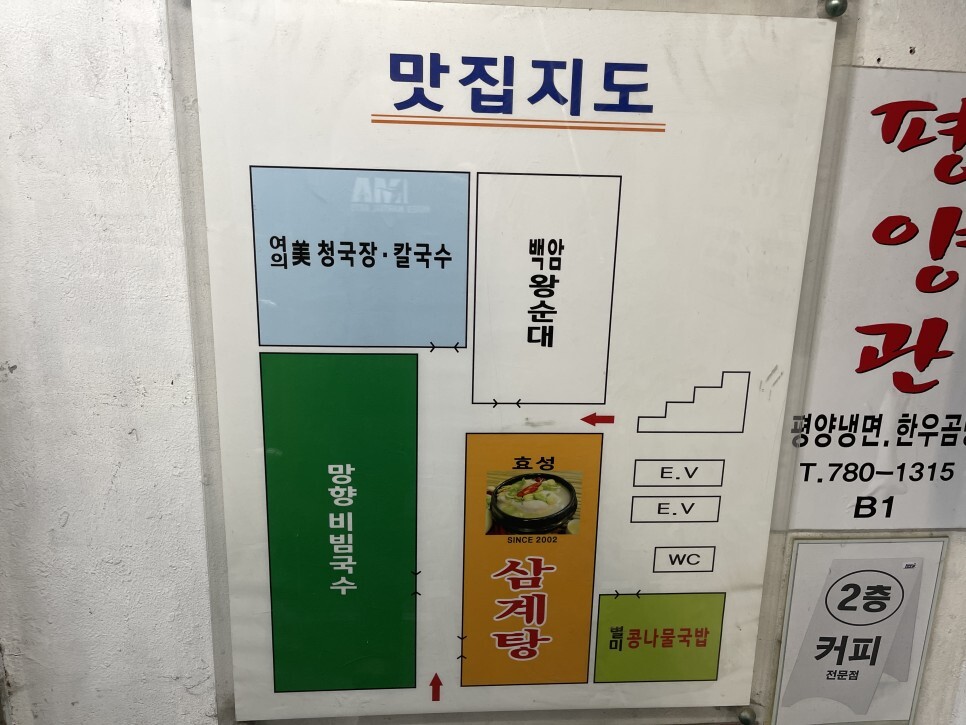 맛집지도
여의美 청국장·칼국수
백암
왕순대
망향비빔국수
효성
SINCE 2002
삼계탕
E.V
E.V
WC
별미 콩나물국밥
평양관
평양냉면.한우곰
T.780-1315
B1
2층
커피
전문점